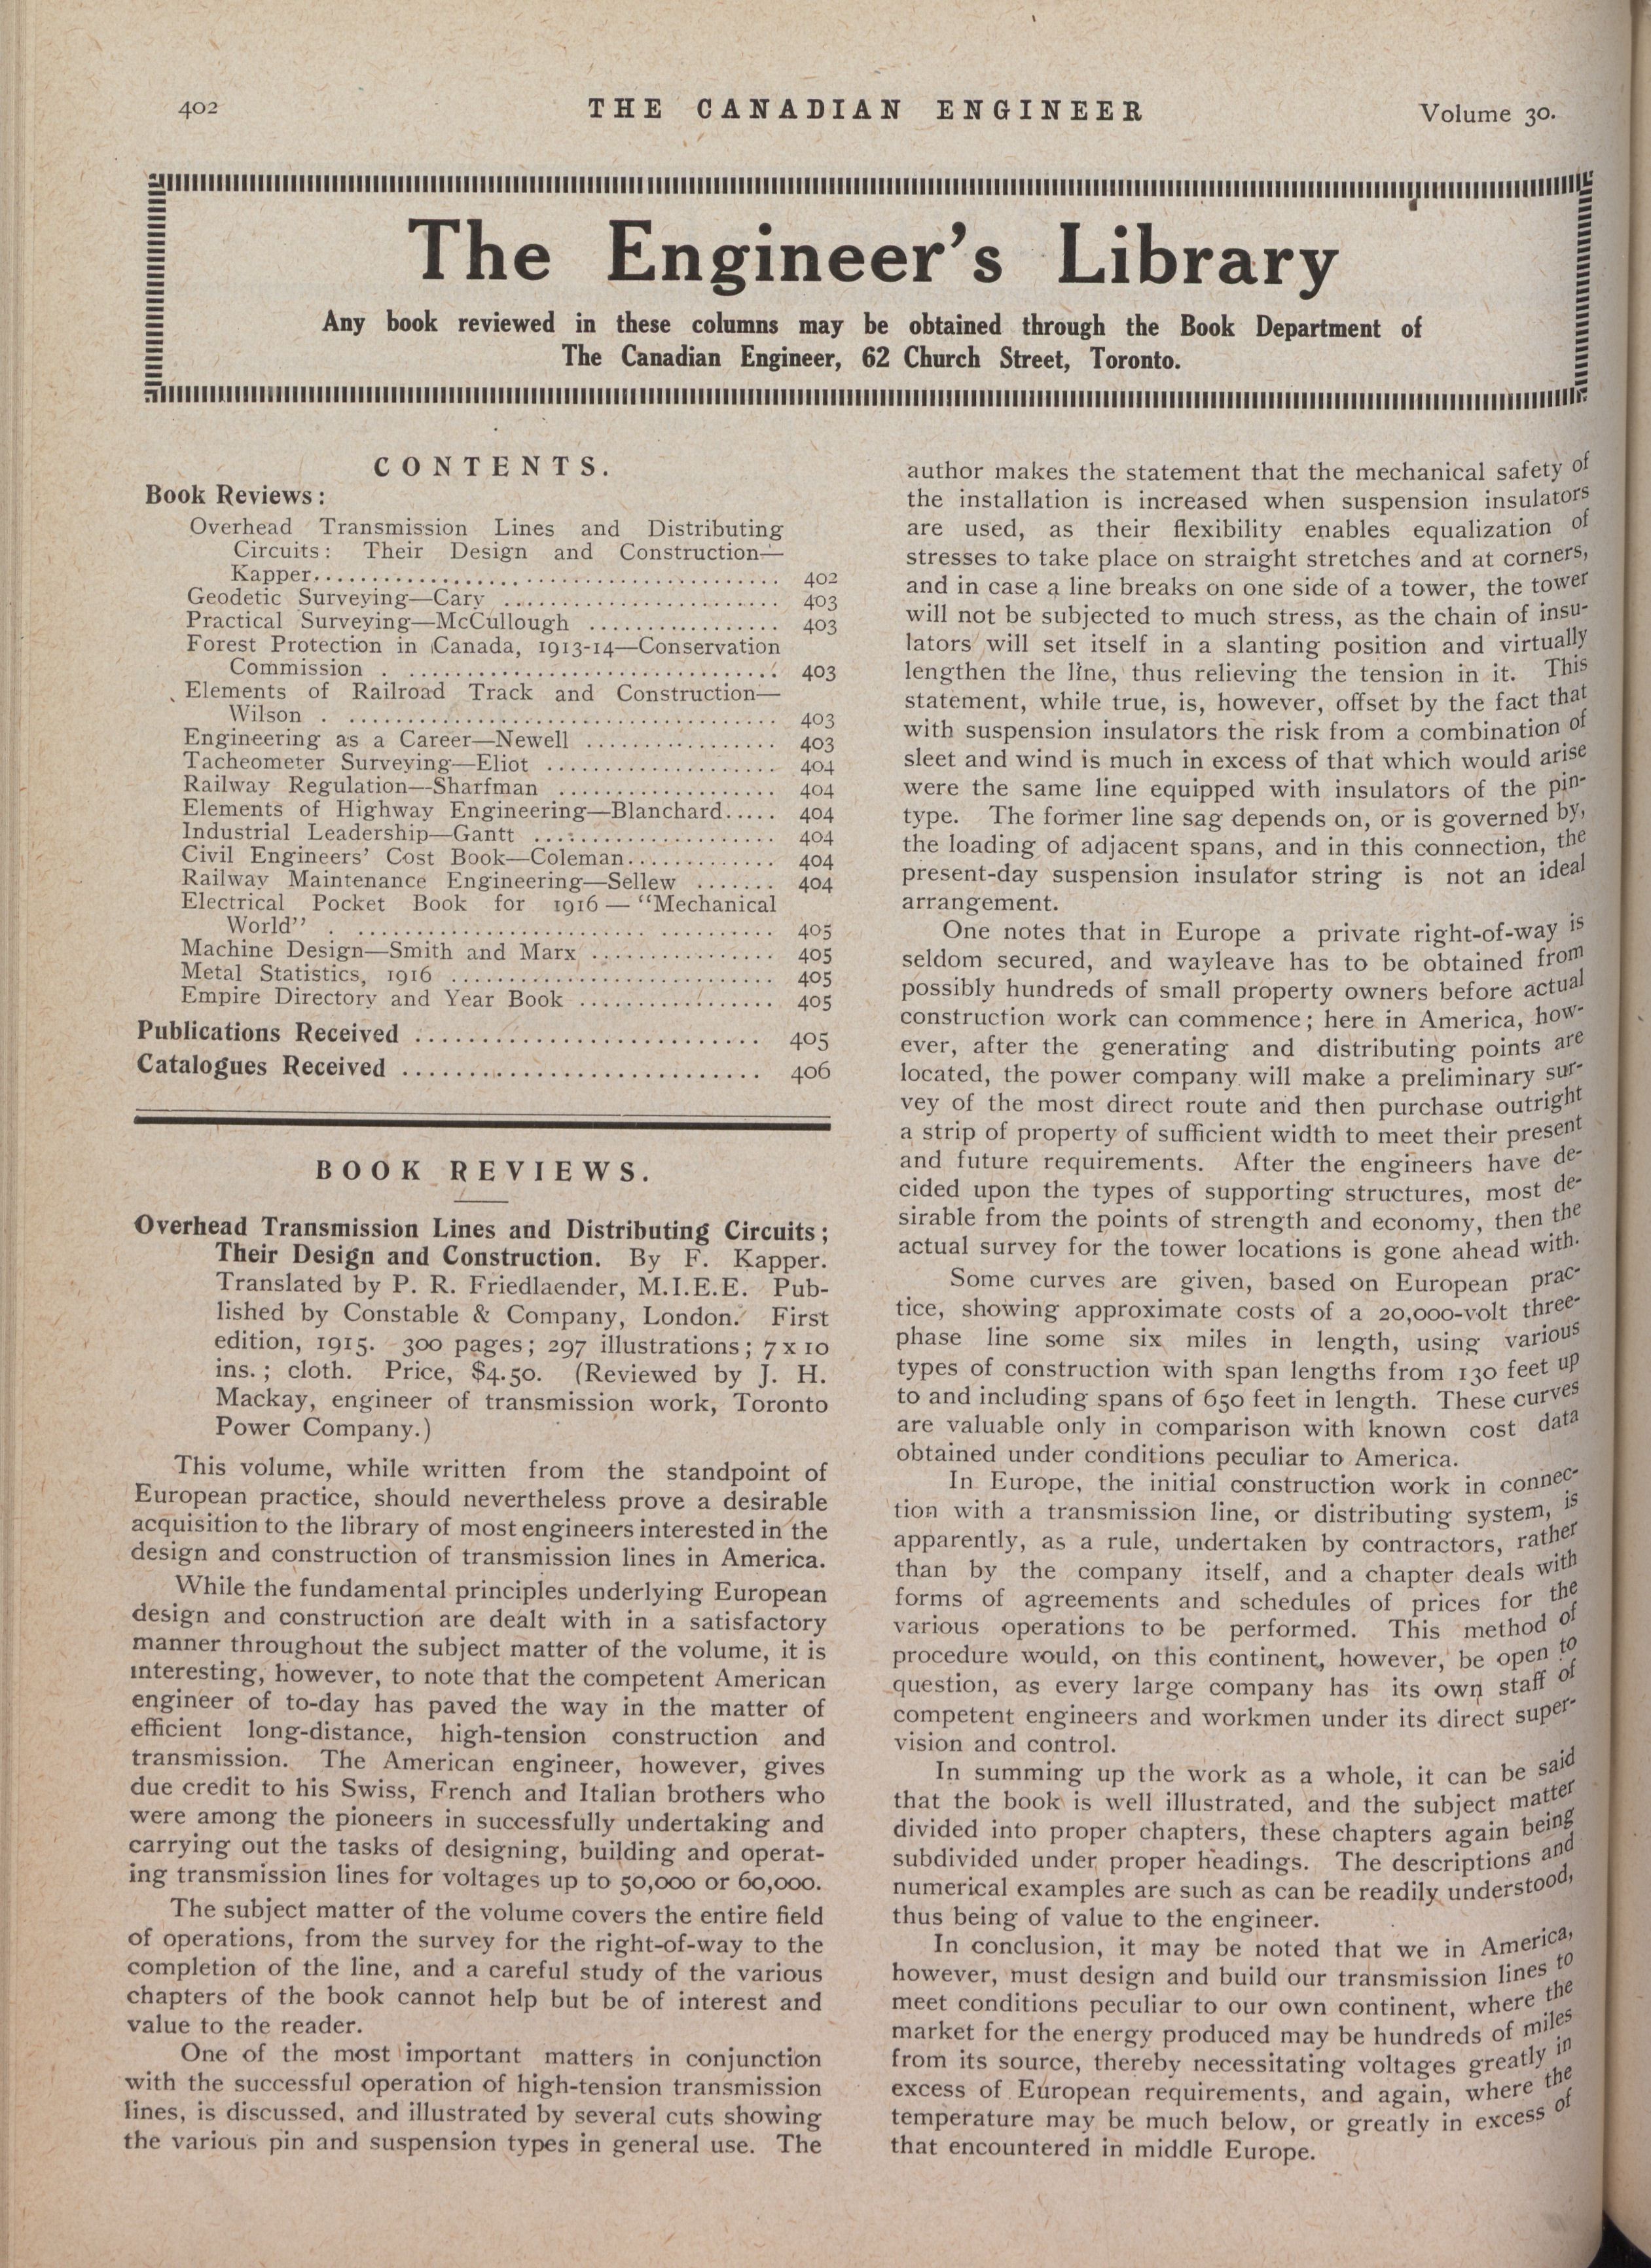 402
THE CANADIAN ENGINEER
Volume 30.
The Engineer's Library
Any book reviewed in these columns may be obtained through the Book Department of
The Canadian Engineer, 62 Church Street, Toronto.
CONTENTS.
Book Reviews:
Overhead Transmission Lines and Distributing
Circuits: Their Design and Construction—
Kapper........................................ 402
Geodetic Surveying—Cary ........................ 403
Practical Surveying—McCullough ................. 403
Forest Protection in Canada, 1913-14—Conservation
Commission . ................................ 403
Elements of Railroad Track and Construction—
Wilson . ..................................... 403
Engineering as a Career—Newell ................. 403
Tacheometer Surveying—Eliot .................... 404
Railway Regulation—Sharfman ................... 404
Elements of Highway Engineering—Blanchard..... 404
Industrial Leadership—Gantt ..................... 404
Civil Engineers' Cost Book—Coleman............. 404
Railway Maintenance Engineering—Sellew ....... 404
Electrical Pocket Book for 1916 — "Mechanical
World" . ..................................... 405
Machine Design—Smith and Marx ................ 405
Metal Statistics, 1916 ............................ 405
Empire Directory and Year Book ................. 405
Publications Received .......................... 405
Catalogues Received ............................ 406
BOOK REVIEWS.
Overhead Transmission Lines and Distributing Circuits;
Their Design and Construction. By F. Kapper.
Translated by P. R. Friedlaender, M.I.E.E. Pub-
lished by Constable & Company, London. First
edition, 1915. 300 pages; 297 illustrations; 7 x 10
ins.; cloth. Price, $4.50. (Reviewed by J. H.
Mackay, engineer of transmission work, Toronto
Power Company.)
This volume, while written from the standpoint of
European practice, should nevertheless prove a desirable
acquisition to the library of most engineers interested in the
design and construction of transmission lines in America.
While the fundamental principles underlying European
design and construction are dealt with in a satisfactory
manner throughout the subject matter of the volume, it is
interesting, however, to note that the competent American
engineer of to-day has paved the way in the matter of
efficient long-distance, high-tension construction and
transmission. The American engineer, however, gives
due credit to his Swiss, French and Italian brothers who
were among the pioneers in successfully undertaking and
carrying out the tasks of designing, building and operat-
ing transmission lines for voltages up to 50,000 or 60,000.
The subject matter of the volume covers the entire field
of operations, from the survey for the right-of-way to the
completion of the line, and a careful study of the various
chapters of the book cannot help but be of interest and
value to the reader.
One of the most important matters in conjunction
with the successful operation of high-tension transmission
lines, is discussed, and illustrated by several cuts showing
the various pin and suspension types in general use. The
author makes the statement that the mechanical safety of
the installation is increased when suspension insulators
are used, as their flexibility enables equalization of
stresses to take place on straight stretches and at corners,
and in case a line breaks on one side of a tower, the tower
will not be subjected to much stress, as the chain of insu-
lators will set itself in a slanting position and virtually
lengthen the line, thus relieving the tension in it. This
statement, while true, is, however, offset by the fact that
with suspension insulators the risk from a combination of
sleet and wind is much in excess of that which would arise
were the same line equipped with insulators of the pin-
type. The former line sag depends on, or is governed by,
the loading of adjacent spans, and in this connection, the
present-day suspension insulator string is not an ideal
arrangement.
One notes that in Europe a private right-of-way is
seldom secured, and wayleave has to be obtained from
possibly hundreds of small property owners before actual
construction work can commence; here in America, how-
ever, after the generating and distributing points are
located, the power company will make a preliminary sur-
vey of the most direct route and then purchase outright
a strip of property of sufficient width to meet their present
and future requirements. After the engineers have de-
cided upon the types of supporting structures, most de-
sirable from the points of strength and economy, then the
actual survey for the tower locations is gone ahead with.
Some curves are given, based on European prac-
tice, showing approximate costs of a 20,000-volt three-
phase line some six miles in length, using various
types of construction with span lengths from 130 feet up
to and including spans of 650 feet in length. These curves
are valuable only in comparison with known cost data
obtained under conditions peculiar to America.
In Europe, the initial construction work in connec-
tion with a transmission line, or distributing system, is
apparently, as a rule, undertaken by contractors, rather
than by the company itself, and a chapter deals with
forms of agreements and schedules of prices for the
various operations to be performed. This method of
procedure would, on this continent, however, be open to
question, as every large company has its own staff of
competent engineers and workmen under its direct super-
vision and control.
In summing up the work as a whole, it can be said
that the book is well illustrated, and the subject matter
divided into proper chapters, these chapters again being
subdivided under proper headings. The descriptions and
numerical examples are such as can be readily understood,
thus being of value to the engineer.
In conclusion, it may be noted that we in America,
however, must design and build our transmission lines to
meet conditions peculiar to our own continent, where the
market for the energy produced may be hundreds of miles
from its source, thereby necessitating voltages greatly in
excess of European requirements, and again, where the
temperature may be much below, or greatly in excess of
that encountered in middle Europe.